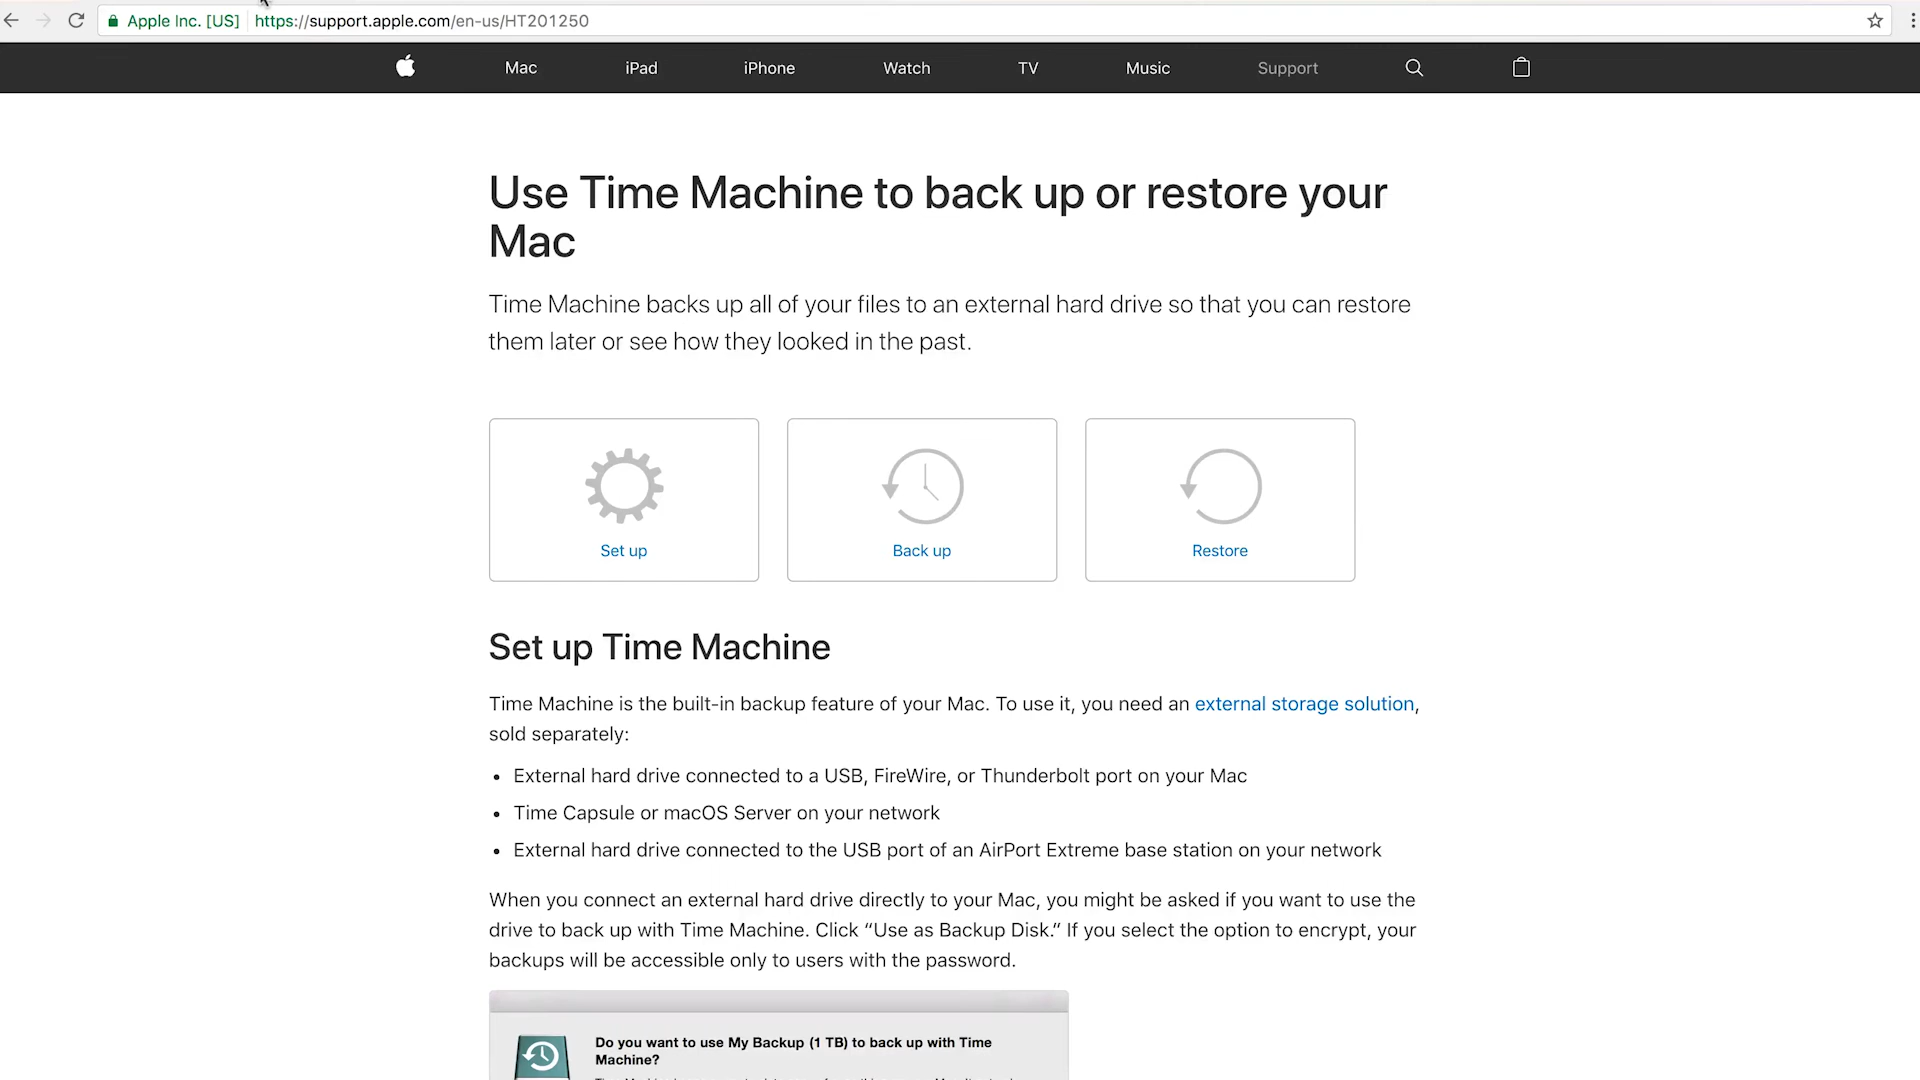 Apple Inc. [US] https://support.apple.com/en-us/HT201250
Mac iPad iPhone Watch TV Music Support
Use Time Machine to back up or restore your
Mac
Time Machine backs up all of your files to an external hard drive so that you can restore
them later or see how they looked in the past.
Set up Back up Restore
Set up Time Machine
Time Machine is the built-in backup feature of your Mac. To use it, you need an external storage solution,
sold separately:
• External hard drive connected to a USB, FireWire, or Thunderbolt port on your Mac
• Time Capsule or macOS Server on your network
• External hard drive connected to the USB port of an AirPort Extreme base station on your network
When you connect an external hard drive directly to your Mac, you might be asked if you want to use the
drive to back up with Time Machine. Click “Use as Backup Disk.” If you select the option to encrypt, your
backups will be accessible only to users with the password.
Do you want to use My Backup (1 TB) to back up with Time
Machine?